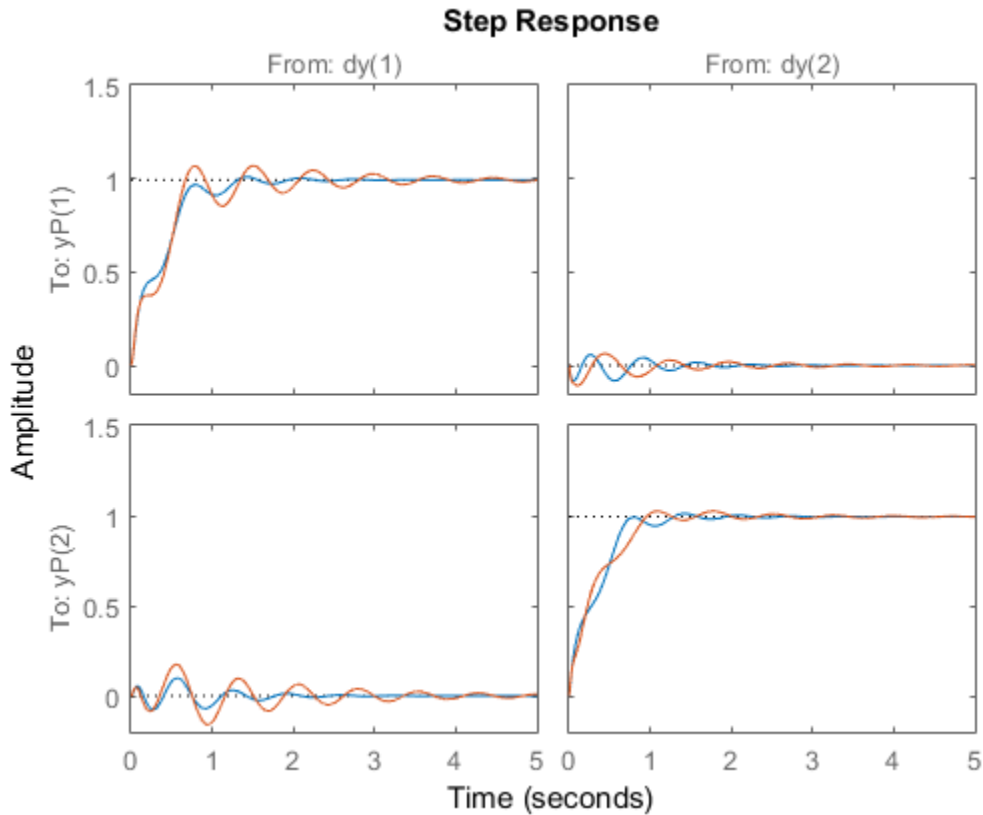 Step Response
From: dy(1)
From: dy(2)
1.5
1
0.5
0
To: yP(1)
Amplitude
1.5
1
0.5
0
To: yP(2)
0 1 2 3 4 5
0 1 2 3 4 5
Time (seconds)